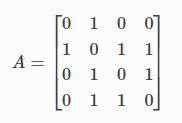 A = [0 1 0 0
1 0 1 1
0 1 0 1
0 1 1 0]